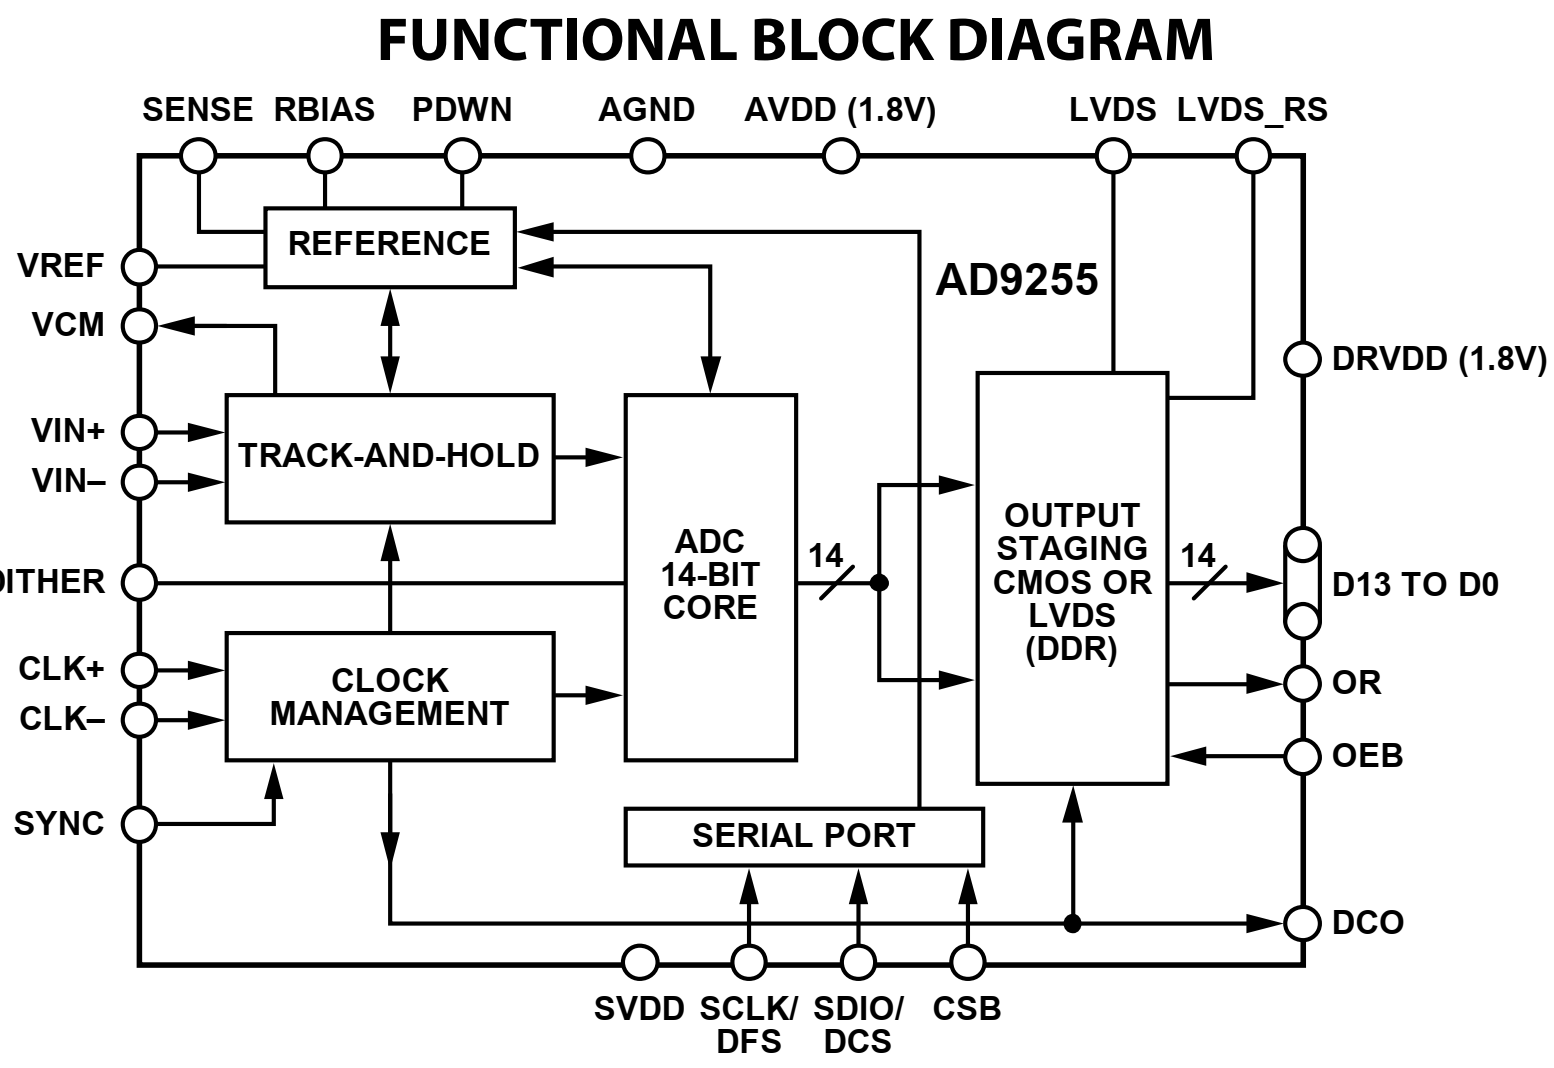 FUNCTIONAL BLOCK DIAGRAM
SENSE RBIAS PDWN AGND AVDD (1.8V) LVDS LVDS_RS
REFERENCE
VREF
AD9255
VCM
DRVDD (1.8V)
VIN+
TRACK-AND-HOLD
VIN–
OUTPUT
STAGING
CMOS OR
LVDS
(DDR)
ADC
14-BIT
CORE
14
14
DITHER
D13 TO D0
CLK+
CLOCK
MANAGEMENT
OR
CLK–
OEB
SYNC
SERIAL PORT
DCO
SVDD SCLK/ SDIO/ CSB
DFS DCS